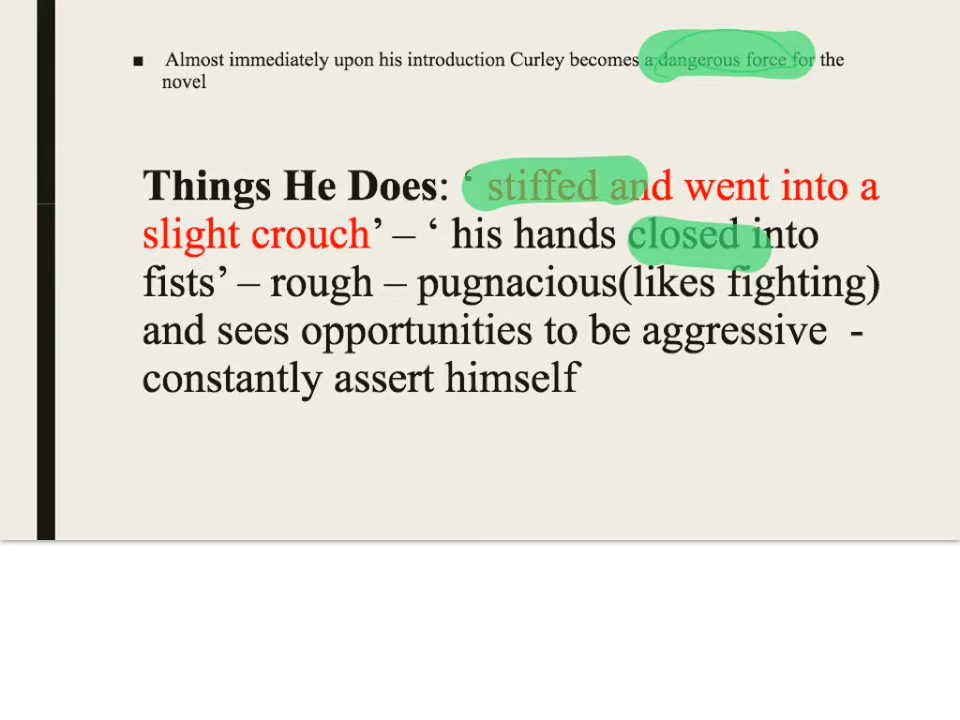 ▪ Almost immediately upon his introduction Curley becomes a dangerous force for the
novel
Things He Does: ‘ stiffed and went into a
slight crouch’ – ‘ his hands closed into
fists’ – rough – pugnacious(likes fighting)
and sees opportunities to be aggressive -
constantly assert himself